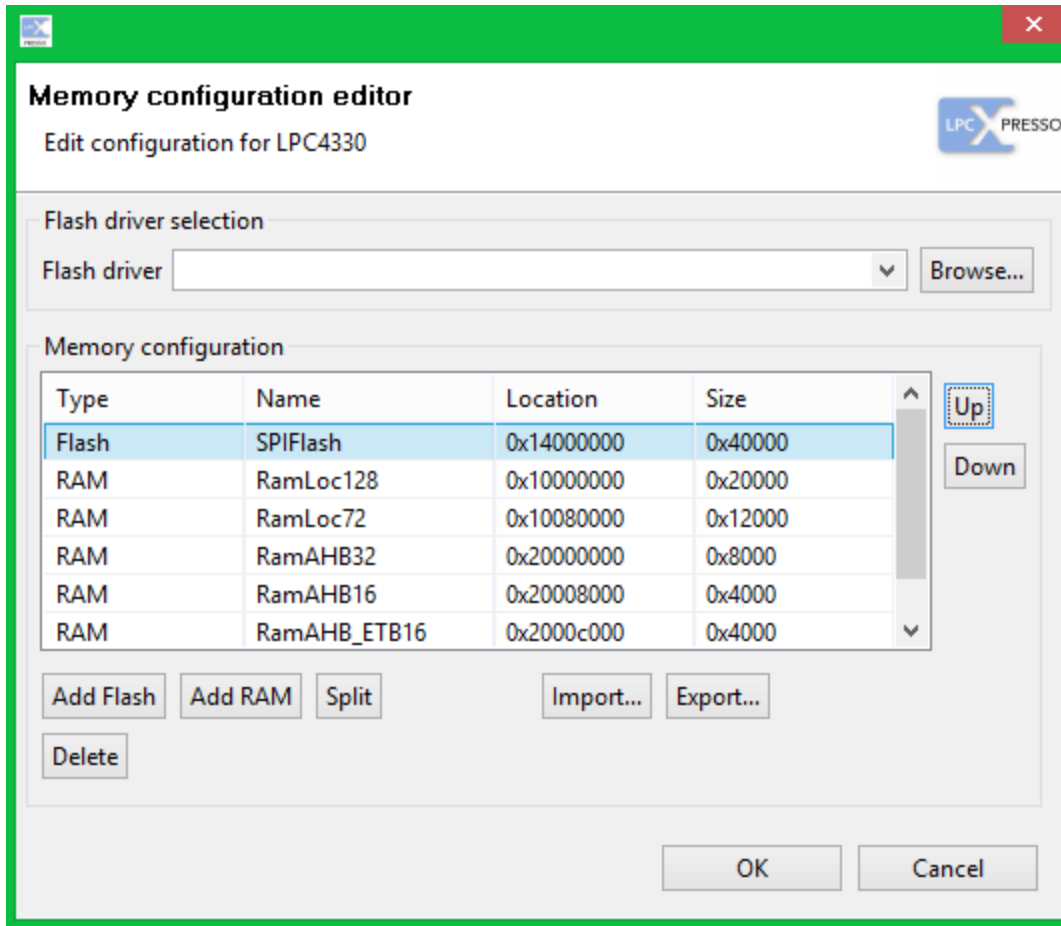 Memory configuration editor
Edit configuration for LPC4330
LPC PRESSO
Flash driver selection
Flash driver Browse...
Memory configuration
Type Name Location Size
Flash SPIFlash 0x14000000 0x40000
RAM RamLoc128 0x10000000 0x20000
RAM RamLoc72 0x10080000 0x12000
RAM RamAHB32 0x20000000 0x8000
RAM RamAHB16 0x20008000 0x4000
RAM RamAHB_ETB16 0x2000c000 0x4000
Up
Down
Add Flash Add RAM Split Import... Export...
Delete
OK Cancel